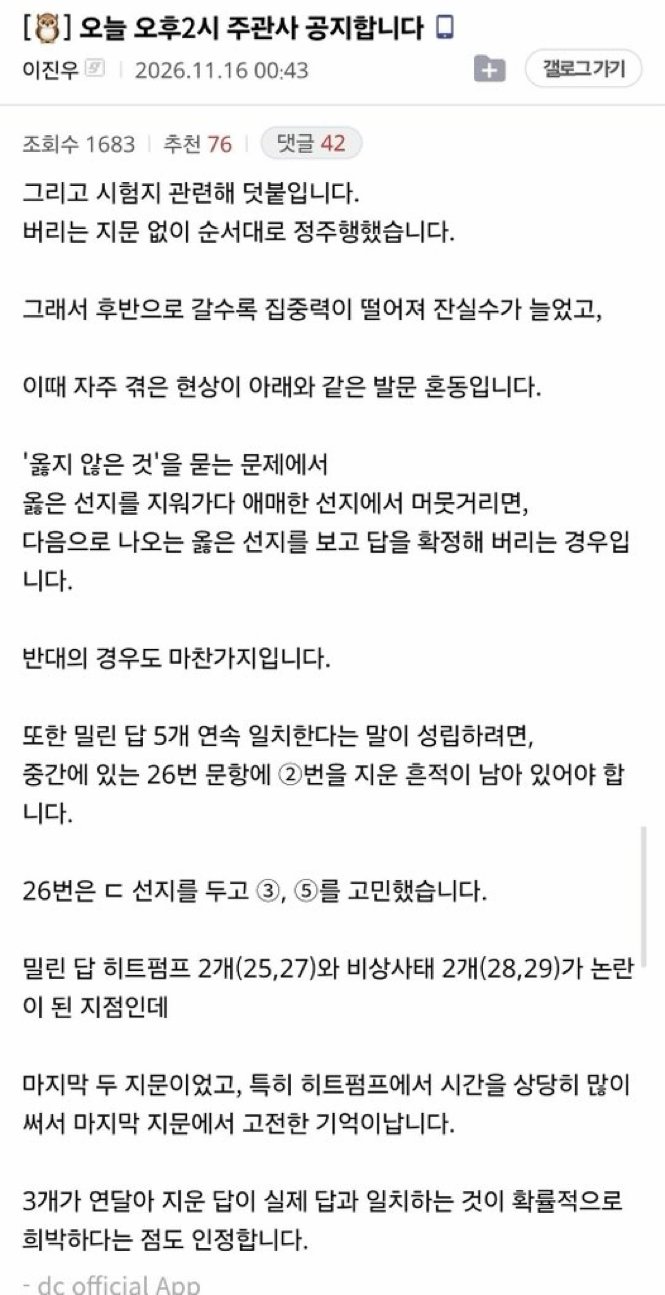 [🦉] 오늘 오후2시 주관사 공지합니다
이진우 | 2026.11.16 00:43
갤로그 가기
조회수 1683 | 추천 76 | 댓글 42
그리고 시험지 관련해 덧붙입니다.
버리는 지문 없이 순서대로 정주행했습니다.
그래서 후반으로 갈수록 집중력이 떨어져 잔실수가 늘었고,
이때 자주 겪은 현상이 아래와 같은 발문 혼동입니다.
'옳지 않은 것'을 묻는 문제에서
옳은 선지를 지워가다 애매한 선지에서 머뭇거리면,
다음으로 나오는 옳은 선지를 보고 답을 확정해 버리는 경우입
니다.
반대의 경우도 마찬가지입니다.
또한 밀린 답 5개 연속 일치한다는 말이 성립하려면,
중간에 있는 26번 문항에 ②번을 지운 흔적이 남아 있어야 합
니다.
26번은 ㄷ 선지를 두고 ③, ⑤를 고민했습니다.
밀린 답 히트펌프 2개(25,27)와 비상사태 2개(28,29)가 논란
이 된 지점인데
마지막 두 지문이었고, 특히 히트펌프에서 시간을 상당히 많이
써서 마지막 지문에서 고전한 기억이납니다.
3개가 연달아 지운 답이 실제 답과 일치하는 것이 확률적으로
희박하다는 점도 인정합니다.
- dc official App